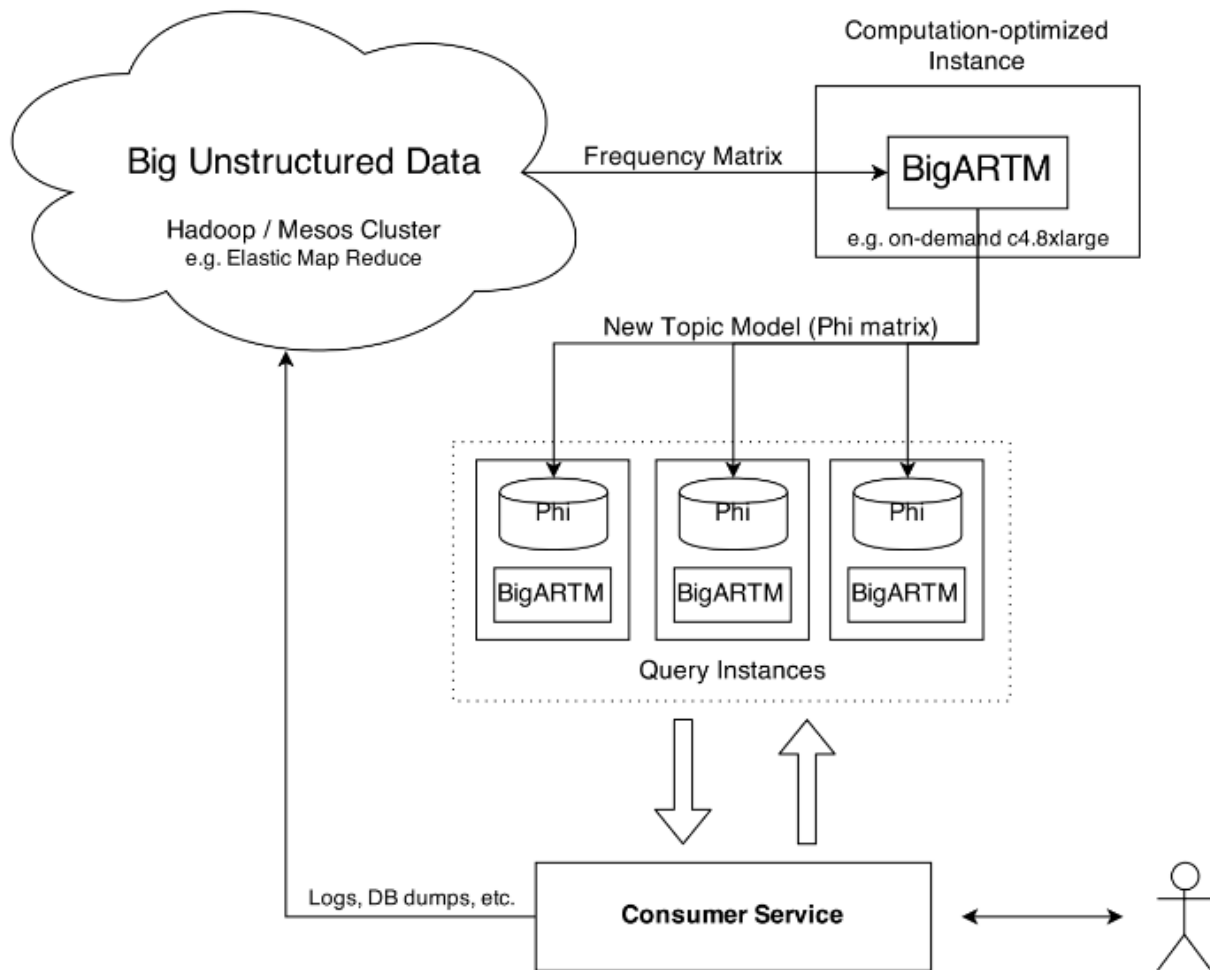 Computation-optimized
Instance
Big Unstructured Data
Hadoop / Mesos Cluster
e.g. Elastic Map Reduce
Frequency Matrix
BigARTM
e.g. on-demand c4.8xlarge
New Topic Model (Phi matrix)
Phi
Phi
Phi
BigARTM
BigARTM
BigARTM
Query Instances
Logs, DB dumps, etc.
Consumer Service